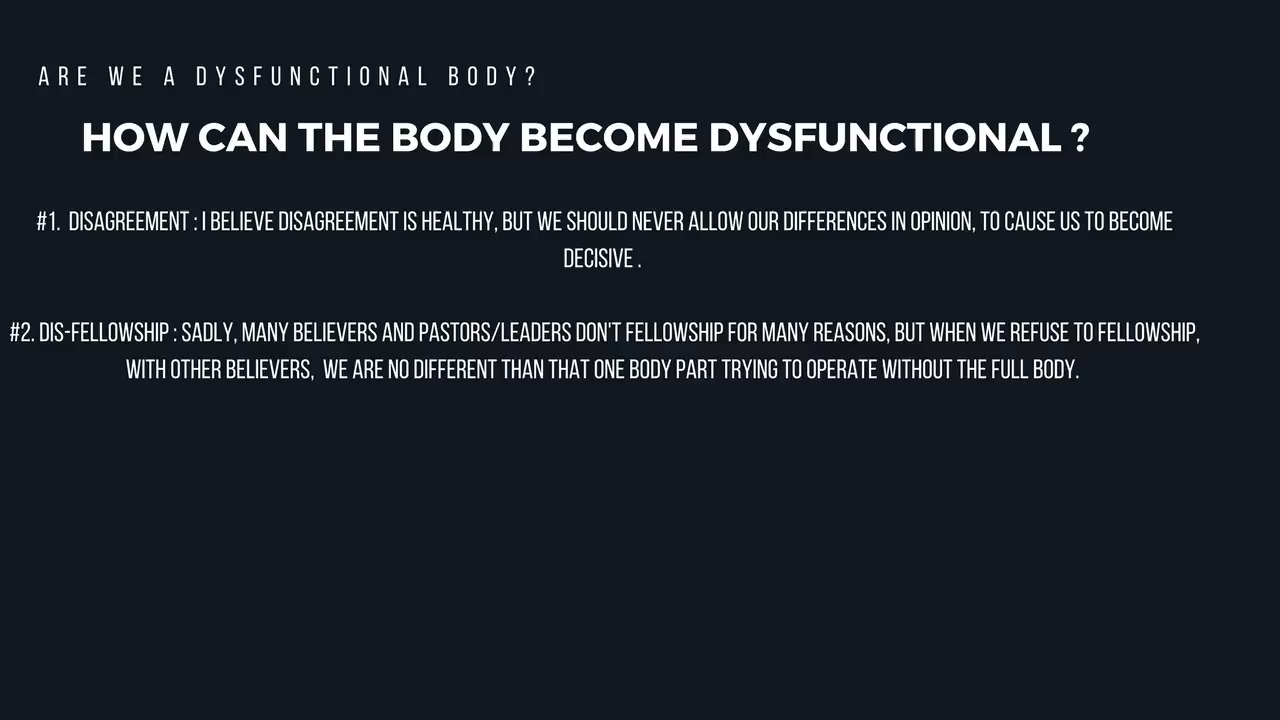 ARE WE A DYSFUNCTIONAL BODY?
HOW CAN THE BODY BECOME DYSFUNCTIONAL ?
#1. DISAGREEMENT : I BELIEVE DISAGREEMENT IS HEALTHY, BUT WE SHOULD NEVER ALLOW OUR DIFFERENCES IN OPINION, TO CAUSE US TO BECOME
DECISIVE .
#2. DIS-FELLOWSHIP : SADLY, MANY BELIEVERS AND PASTORS/LEADERS DON'T FELLOWSHIP FOR MANY REASONS, BUT WHEN WE REFUSE TO FELLOWSHIP,
WITH OTHER BELIEVERS, WE ARE NO DIFFERENT THAN THAT ONE BODY PART TRYING TO OPERATE WITHOUT THE FULL BODY.